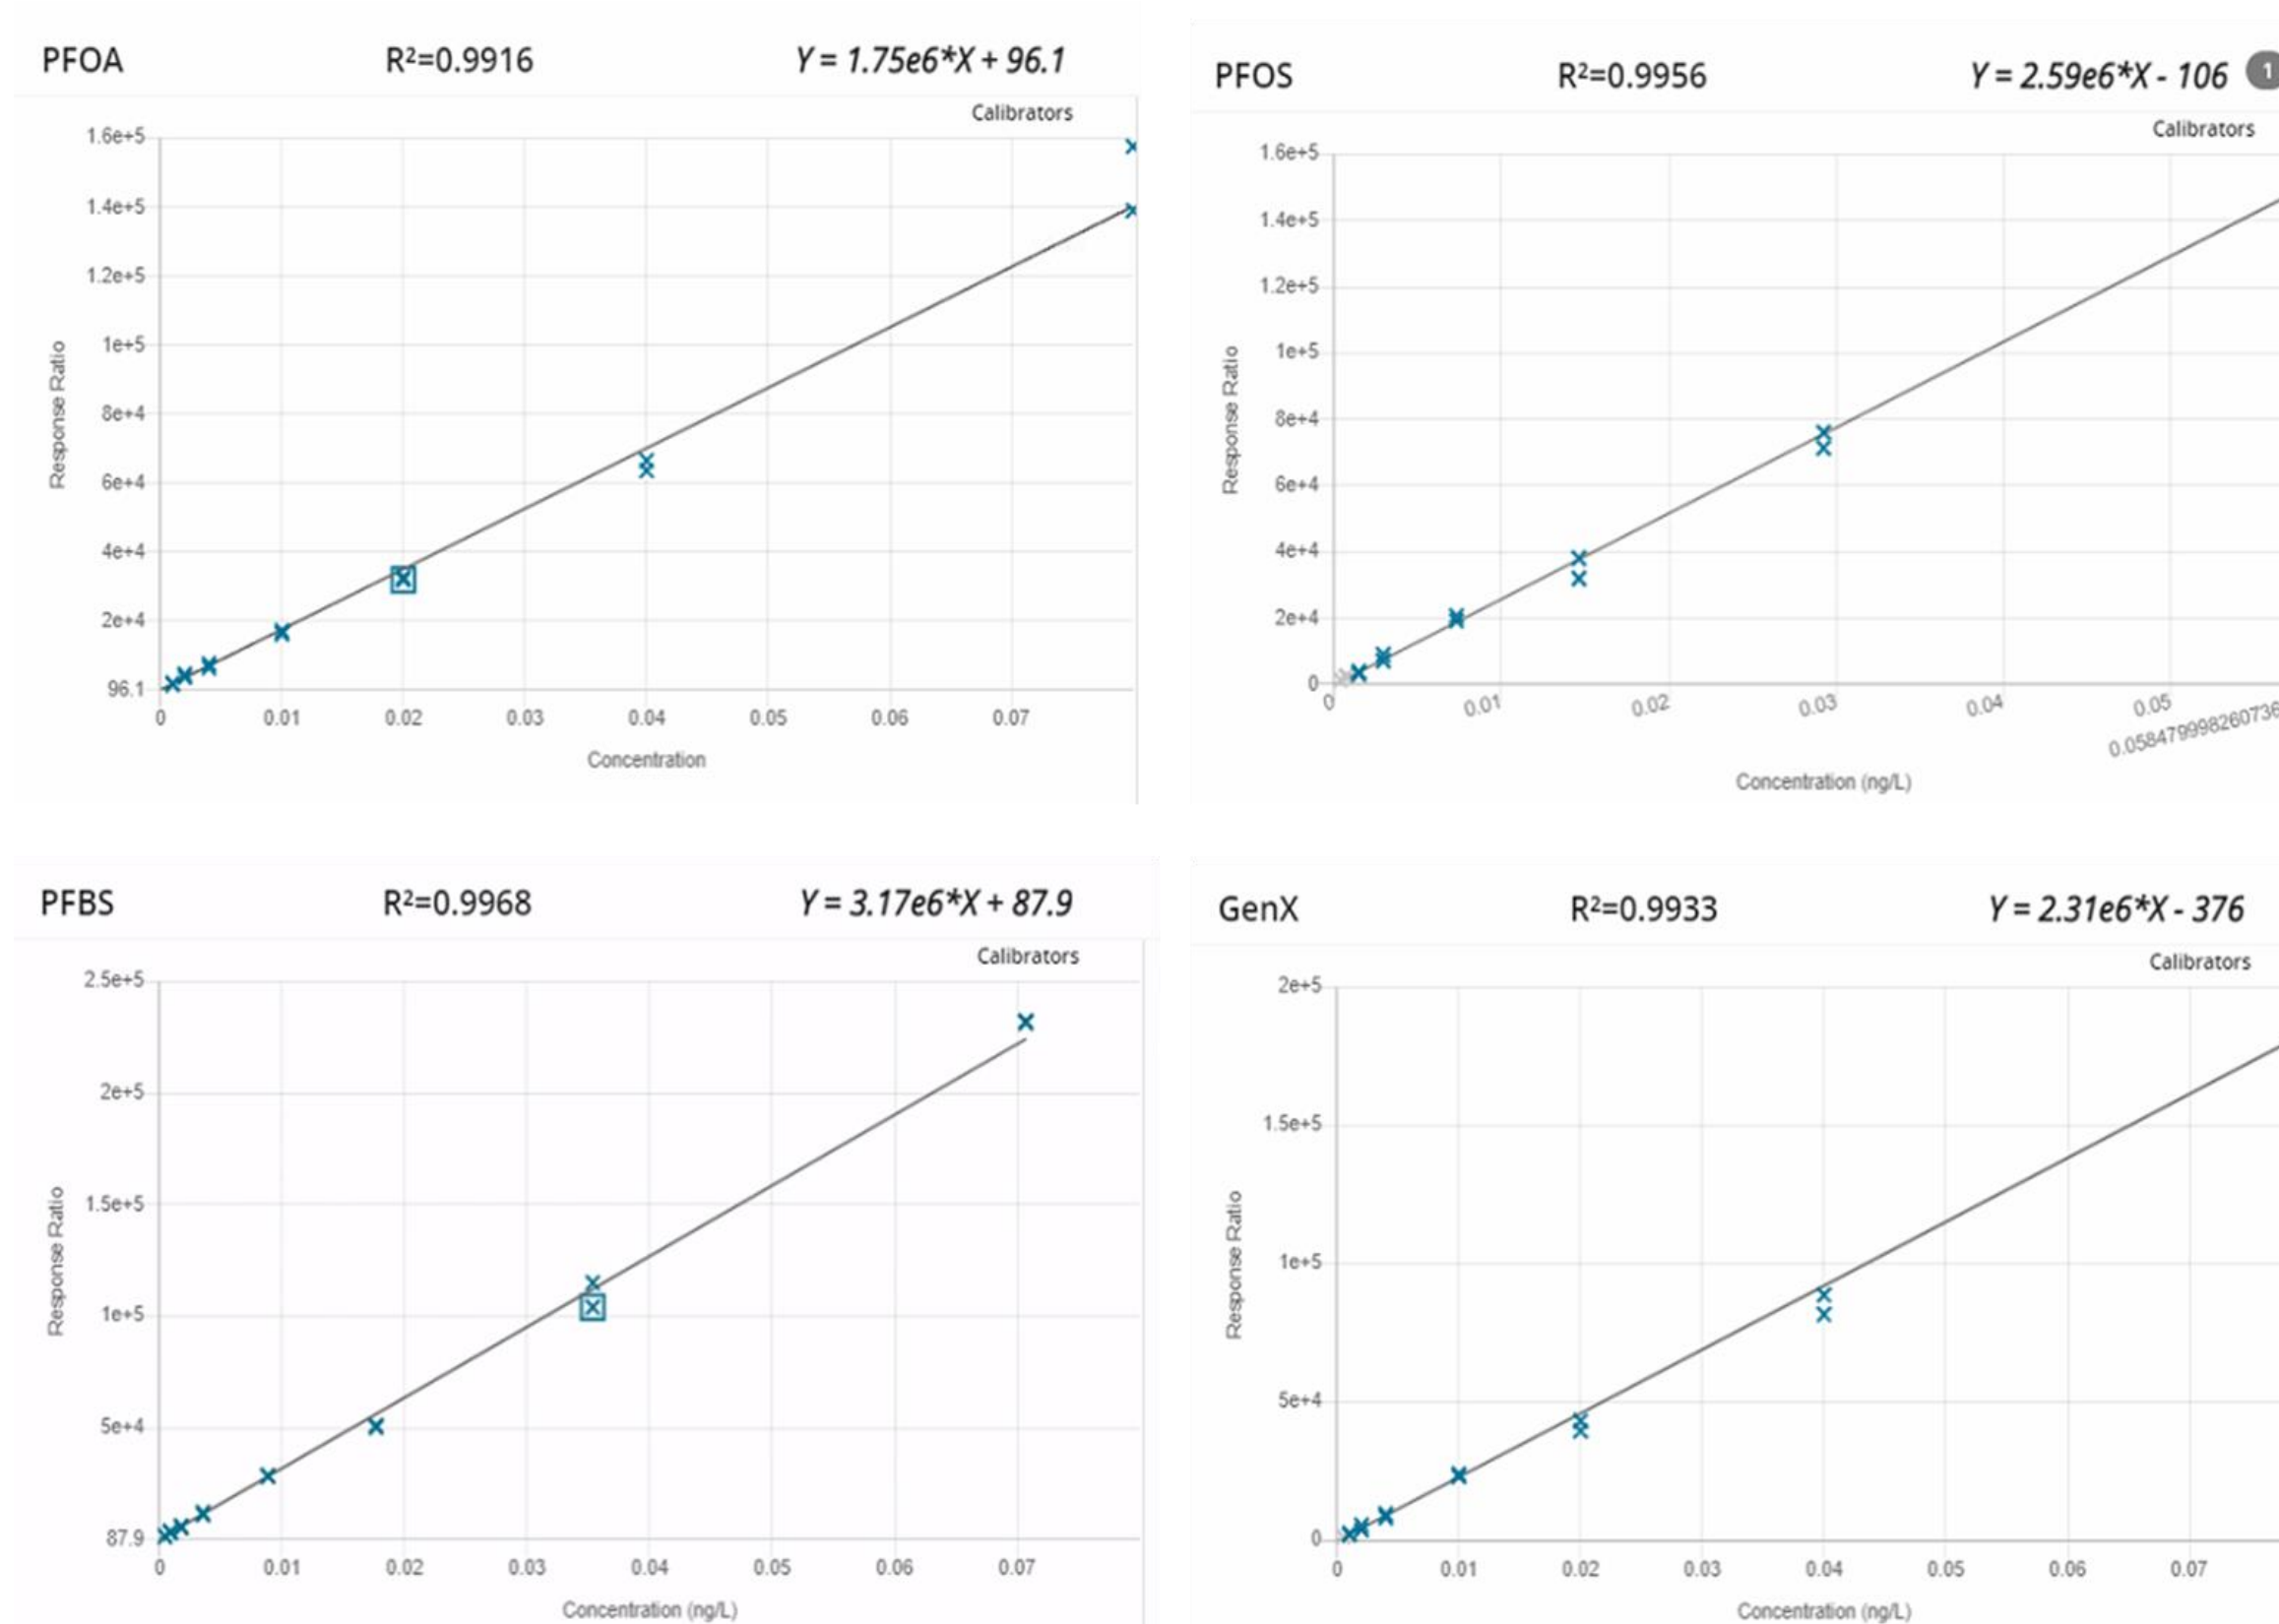 PFOA R²=0.9916 Y = 1.75e6*X + 96.1
Calibrators
1.6e+5
1.4e+5
1.2e+5
1e+5
8e+4
6e+4
4e+4
2e+4
96.1
Response Ratio
0 0.01 0.02 0.03 0.04 0.05 0.06 0.07
Concentration
PFOS R²=0.9956 Y = 2.59e6*X - 106 1
Calibrators
1.6e+5
1.4e+5
1.2e+5
1e+5
8e+4
6e+4
4e+4
2e+4
0
Response Ratio
0 0.01 0.02 0.03 0.04 0.05
0.058479998260736
Concentration (ng/L)
PFBS R²=0.9968 Y = 3.17e6*X + 87.9
Calibrators
2.5e+5
2e+5
1.5e+5
1e+5
5e+4
87.9
Response Ratio
0 0.01 0.02 0.03 0.04 0.05 0.06 0.07
Concentration (ng/L)
GenX R²=0.9933 Y = 2.31e6*X - 376
Calibrators
2e+5
1.5e+5
1e+5
5e+4
0
Response Ratio
0 0.01 0.02 0.03 0.04 0.05 0.06 0.07
Concentration (ng/L)